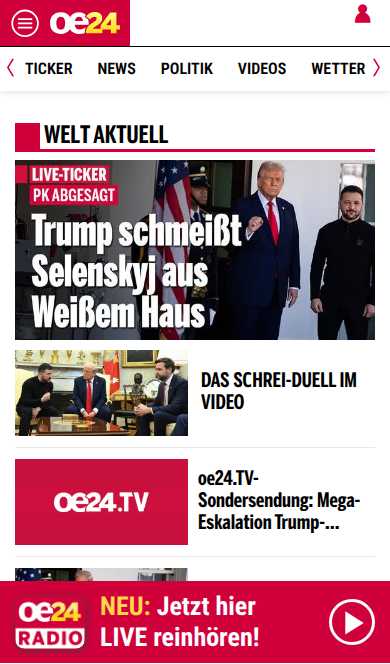 oe24
TICKER NEWS POLITIK VIDEOS WETTER
WELT AKTUELL
LIVE-TICKER
PK ABGESAGT
Trump schmeißt
Selenskyj aus
Weißem Haus
DAS SCHREI-DUELL IM
VIDEO
oe24.TV
oe24.TV-
Sondersendung: Mega-
Eskalation Trump-...
oe24
RADIO
NEU: Jetzt hier
LIVE reinhören!